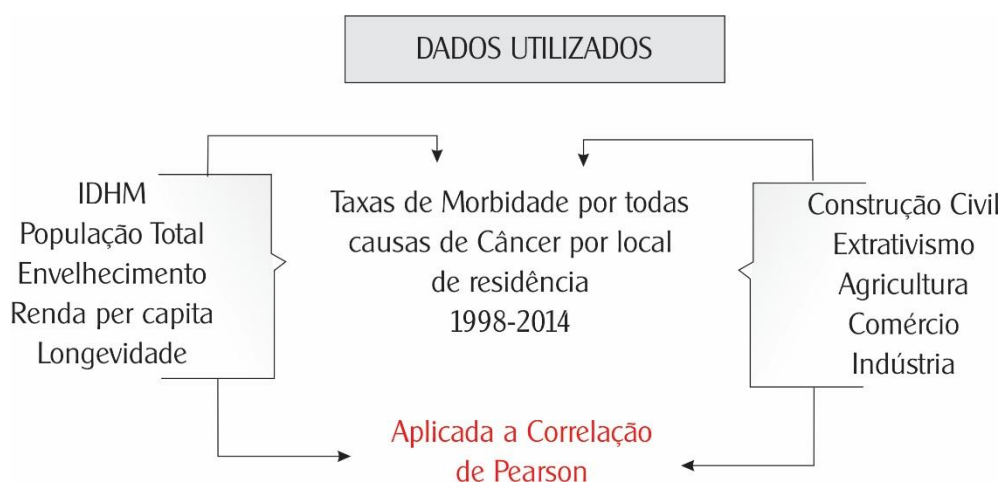 DADOS UTILIZADOS
IDHM
População Total
Envelhecimento
Renda per capita
Longevidade
Taxas de Morbidade por todas
causas de Câncer por local
de residência
1998-2014
Construção Civil
Extrativismo
Agricultura
Comércio
Indústria
Aplicada a Correlação
de Pearson